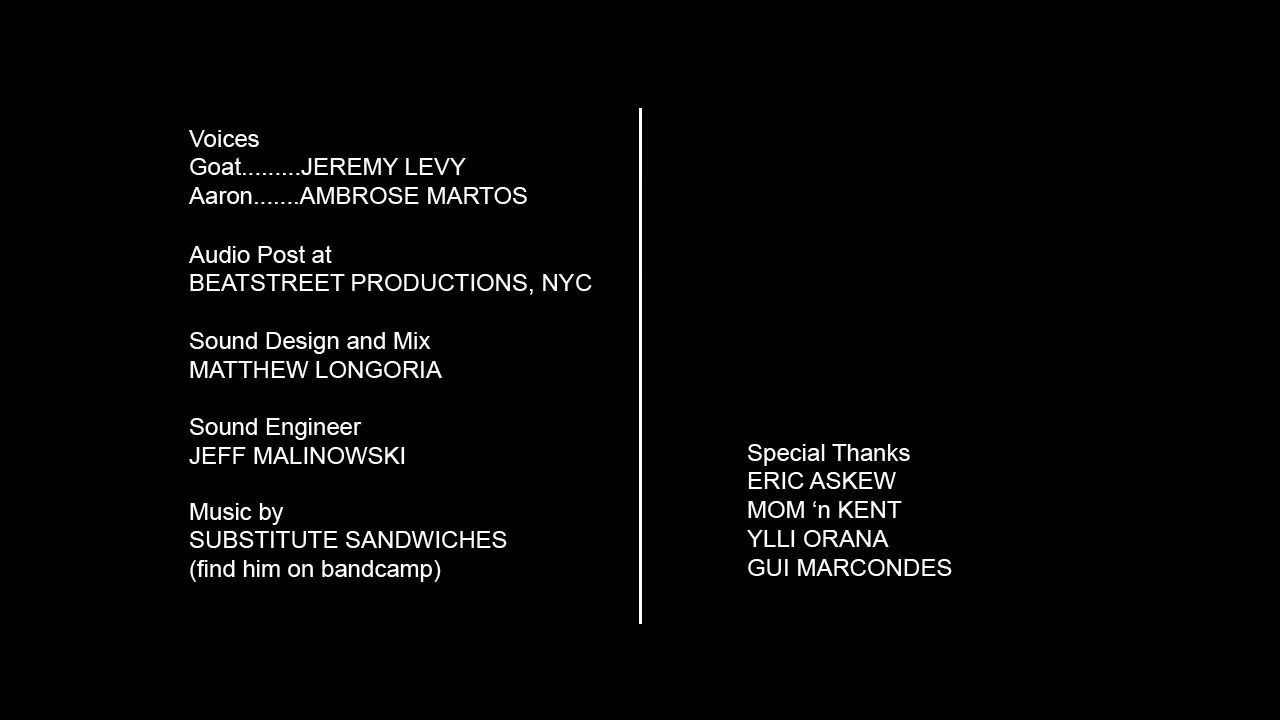 Voices
Goat.........JEREMY LEVY
Aaron.......AMBROSE MARTOS
Audio Post at
BEATSTREET PRODUCTIONS, NYC
Sound Design and Mix
MATTHEW LONGORIA
Sound Engineer
JEFF MALINOWSKI
Music by
SUBSTITUTE SANDWICHES
(find him on bandcamp)
Special Thanks
ERIC ASKEW
MOM ‘n KENT
YLLI ORANA
GUI MARCONDES